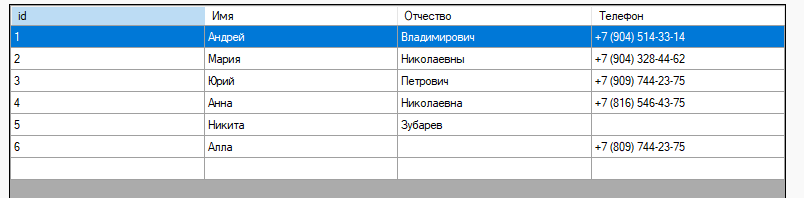 id Имя Отчество Телефон
1 Андрей Владимирович +7 (904) 514-33-14
2 Мария Николаевны +7 (904) 328-44-62
3 Юрий Петрович +7 (909) 744-23-75
4 Анна Николаевна +7 (816) 546-43-75
5 Никита Зубарев
6 Алла +7 (809) 744-23-75